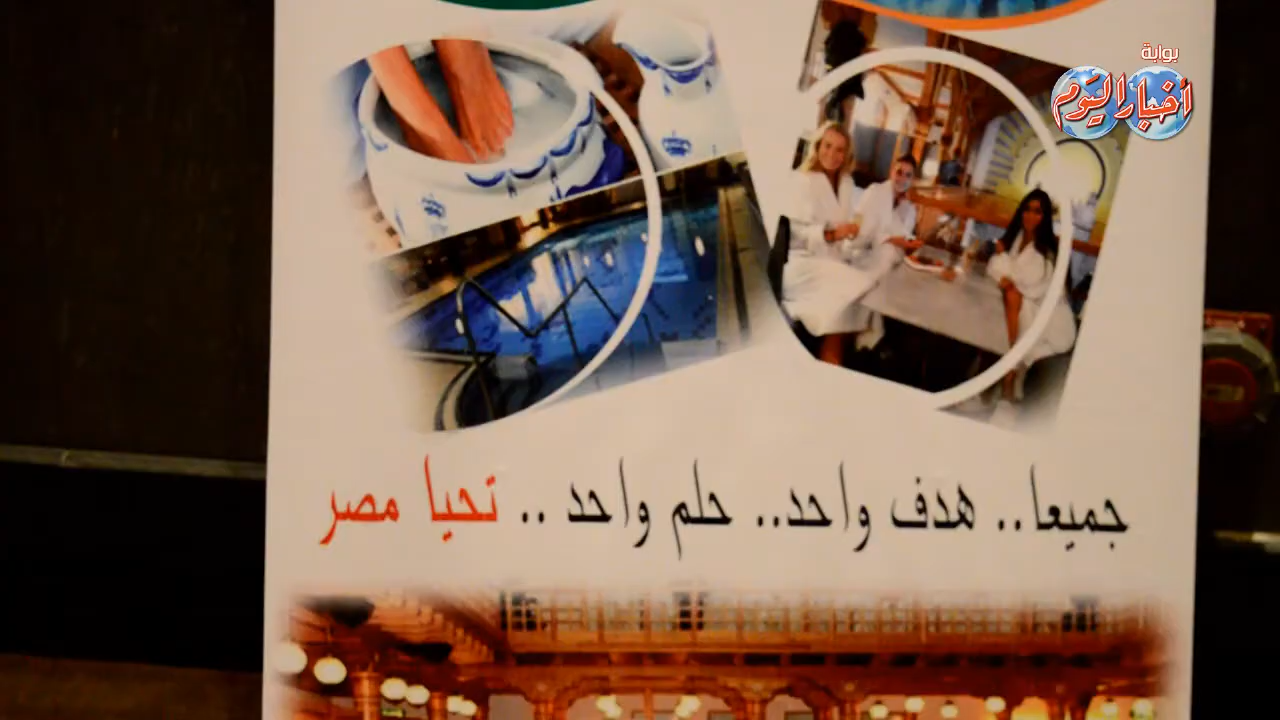 بوابة
أخبار اليوم
جميعا.. هدف واحد.. حلم واحد .. تحيا مصر